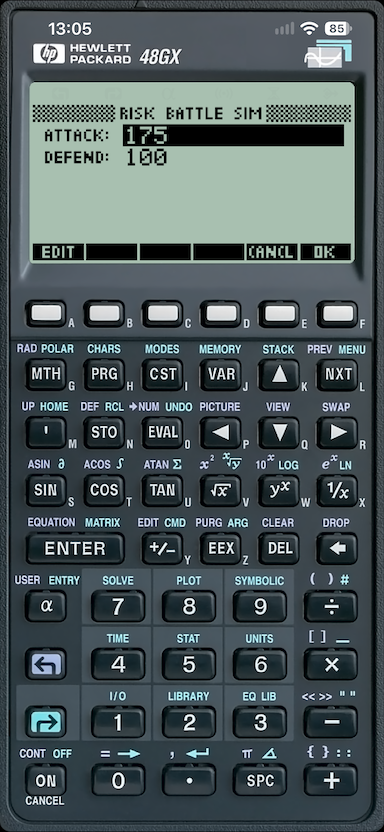 13:05 85
hp HEWLETT PACKARD 48GX
RISK BATTLE SIM
ATTACK: 175
DEFEND: 100
EDIT CANCL OK
A B C D E F
RAD POLAR CHARS MODES MEMORY STACK PREV MENU
MTH G PRG H CST I VAR J ▲ K NXT L
UP HOME DEF RCL →NUM UNDO PICTURE VIEW SWAP
' M STO N EVAL O ◀ P ▼ Q ▶ R
ASIN ∂ ACOS ∫ ATAN Σ x² ˣ√y 10ˣ LOG eˣ LN
SIN S COS T TAN U √x V yˣ W 1/x X
EQUATION MATRIX EDIT CMD PURG ARG CLEAR DROP
ENTER +/− Y EEX Z DEL ←
USER ENTRY SOLVE PLOT SYMBOLIC ( ) #
α 7 8 9 ÷
TIME STAT UNITS [ ] _
4 5 6 ×
I/O LIBRARY EQ LIB << >> " "
1 2 3 −
CONT OFF = → , ↵ π ∡ { } : :
ON 0 . SPC +
CANCEL